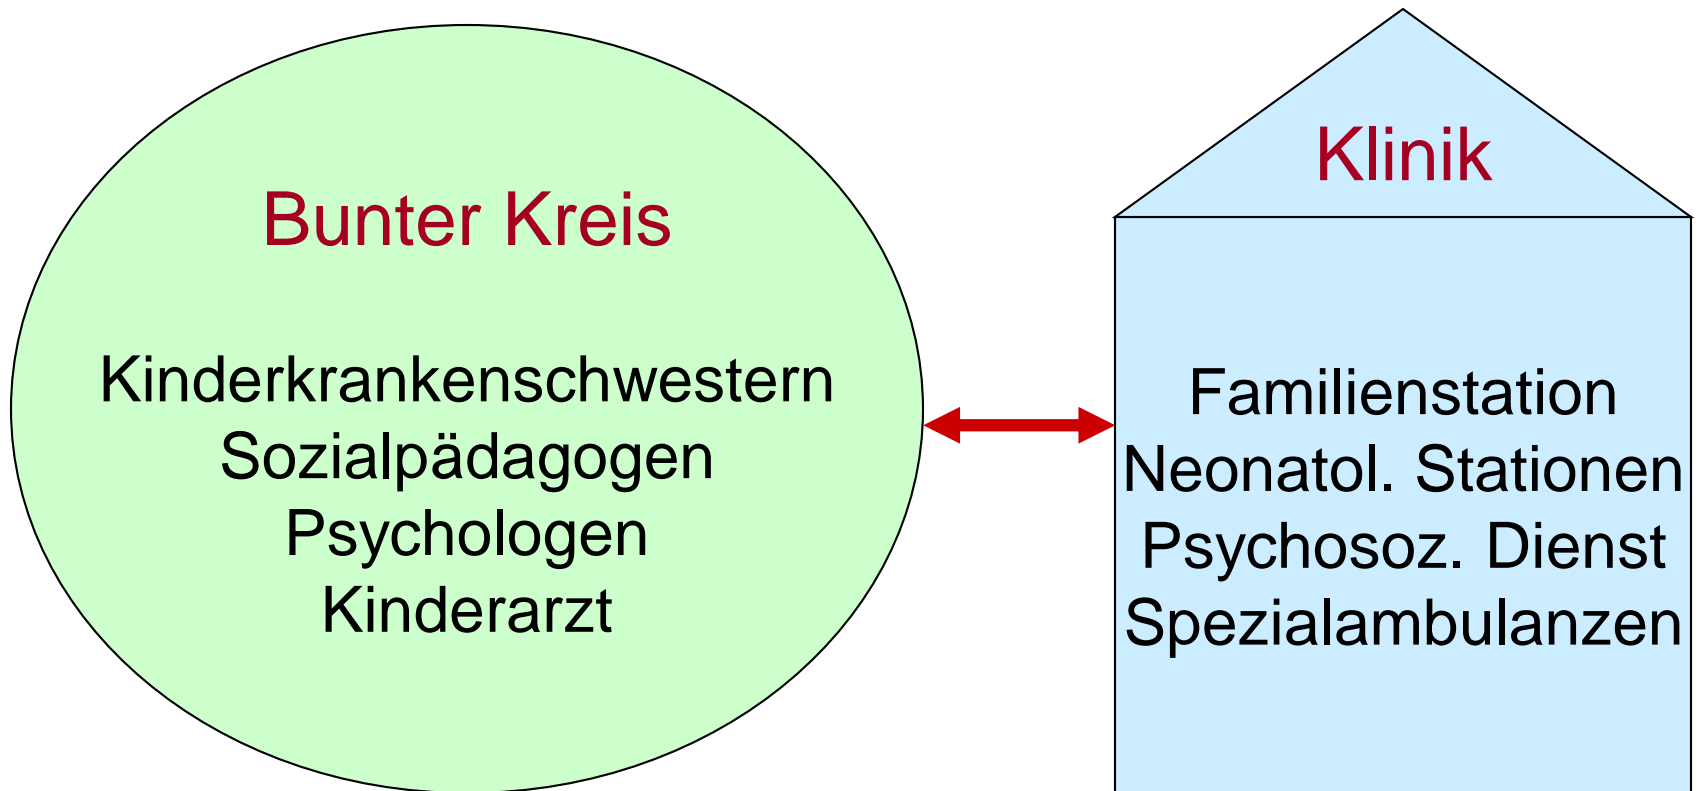 Bunter Kreis
Kinderkrankenschwestern
Sozialpädagogen
Psychologen
Kinderarzt
Klinik
Familienstation
Neonatol. Stationen
Psychosoz. Dienst
Spezialambulanzen